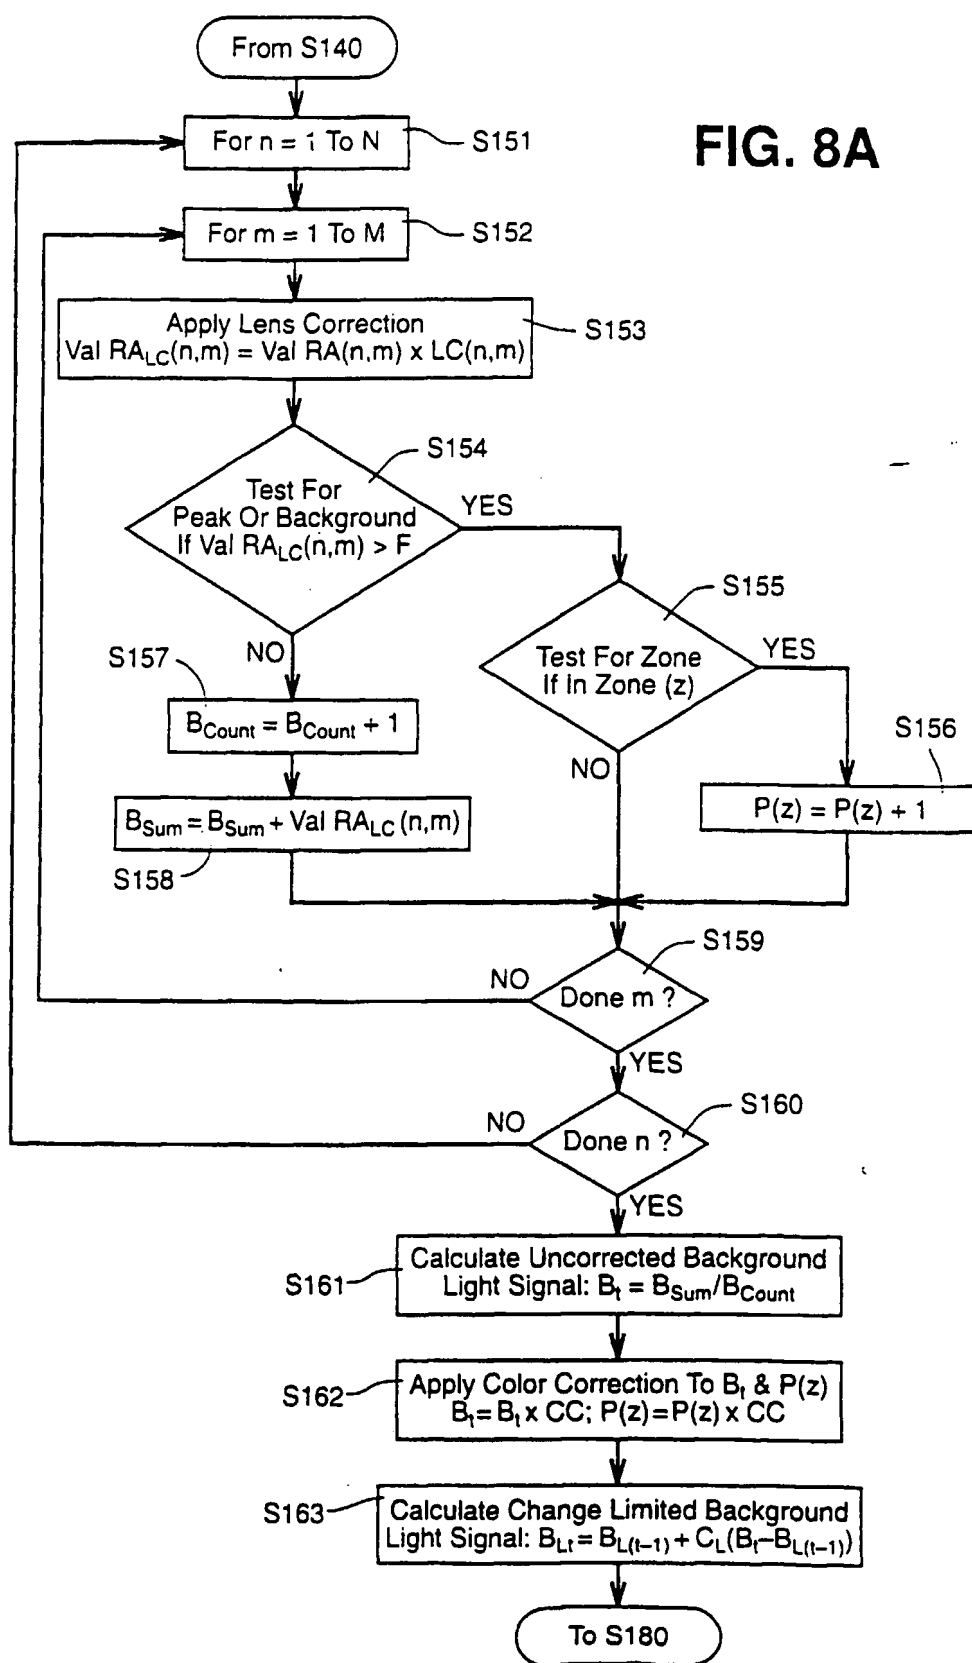 From S140
For n = 1 To N
S151
FIG. 8A
For m = 1 To M
S152
Apply Lens Correction
Val RA_LC(n,m) = Val RA(n,m) x LC(n,m)
S153
S154
Test For
Peak Or Background
If Val RA_LC(n,m) > F
YES
NO
S155
Test For Zone
If In Zone (z)
YES
NO
S156
P(z) = P(z) + 1
S157
B_Count = B_Count + 1
B_Sum = B_Sum + Val RA_LC (n,m)
S158
S159
Done m ?
NO
YES
S160
Done n ?
NO
YES
S161
Calculate Uncorrected Background
Light Signal: B_t = B_Sum/B_Count
S162
Apply Color Correction To B_t & P(z)
B_t = B_t x CC; P(z) = P(z) x CC
S163
Calculate Change Limited Background
Light Signal: B_Lt = B_L(t–1) + C_L(B_t–B_L(t–1))
To S180